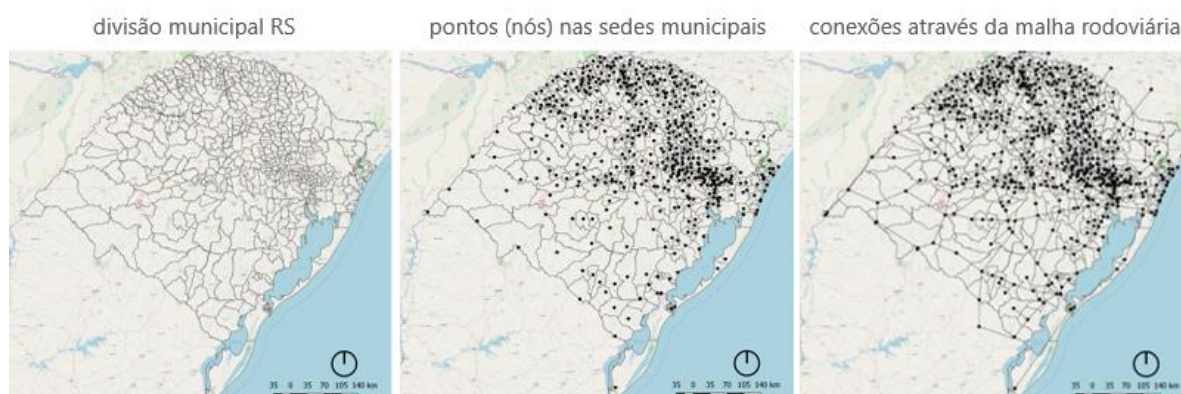 divisão municipal RS
pontos (nós) nas sedes municipais
conexões através da malha rodoviária
35 0 35 70 105 140 km
35 0 35 70 105 140 km
35 0 35 70 105 140 km